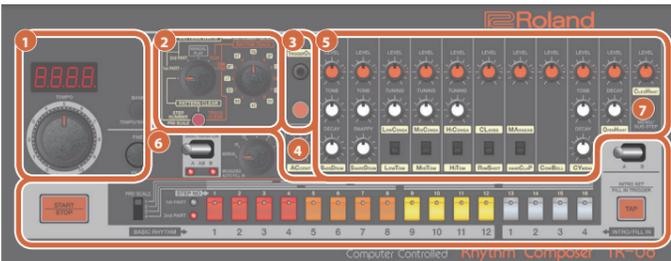 Roland
1
2
3
5
PATTERN CLEAR
TEMPO
LEVEL LEVEL LEVEL LEVEL LEVEL LEVEL LEVEL LEVEL LEVEL LEVEL
TONE TONE TUNING TUNING TUNING TONE
DECAY SNAPPY DECAY
7
6
4
A AB B
ACCENT BASSDRUM SNAREDRUM LOWTOM MIDTOM HITOM RIMSHOT HANDCLAP COWBELL CYMBAL
LOWCONGA MIDCONGA HICONGA CLAVES MARACAS
OPENHIHAT
A B
START
STOP
PRE SCALE
STEP NO.
1 2 3 4 5 6 7 8 9 10 11 12 13 14 15 16
1st PART
2nd PART
INTRO SET
FILL IN TRIGGER
TAP
BASIC RHYTHM
1 2 3 4 5 6 7 8 9 10 11 12 1 2 3 4
INTRO/FILL IN
Computer Controlled Rhythm Composer TR-06